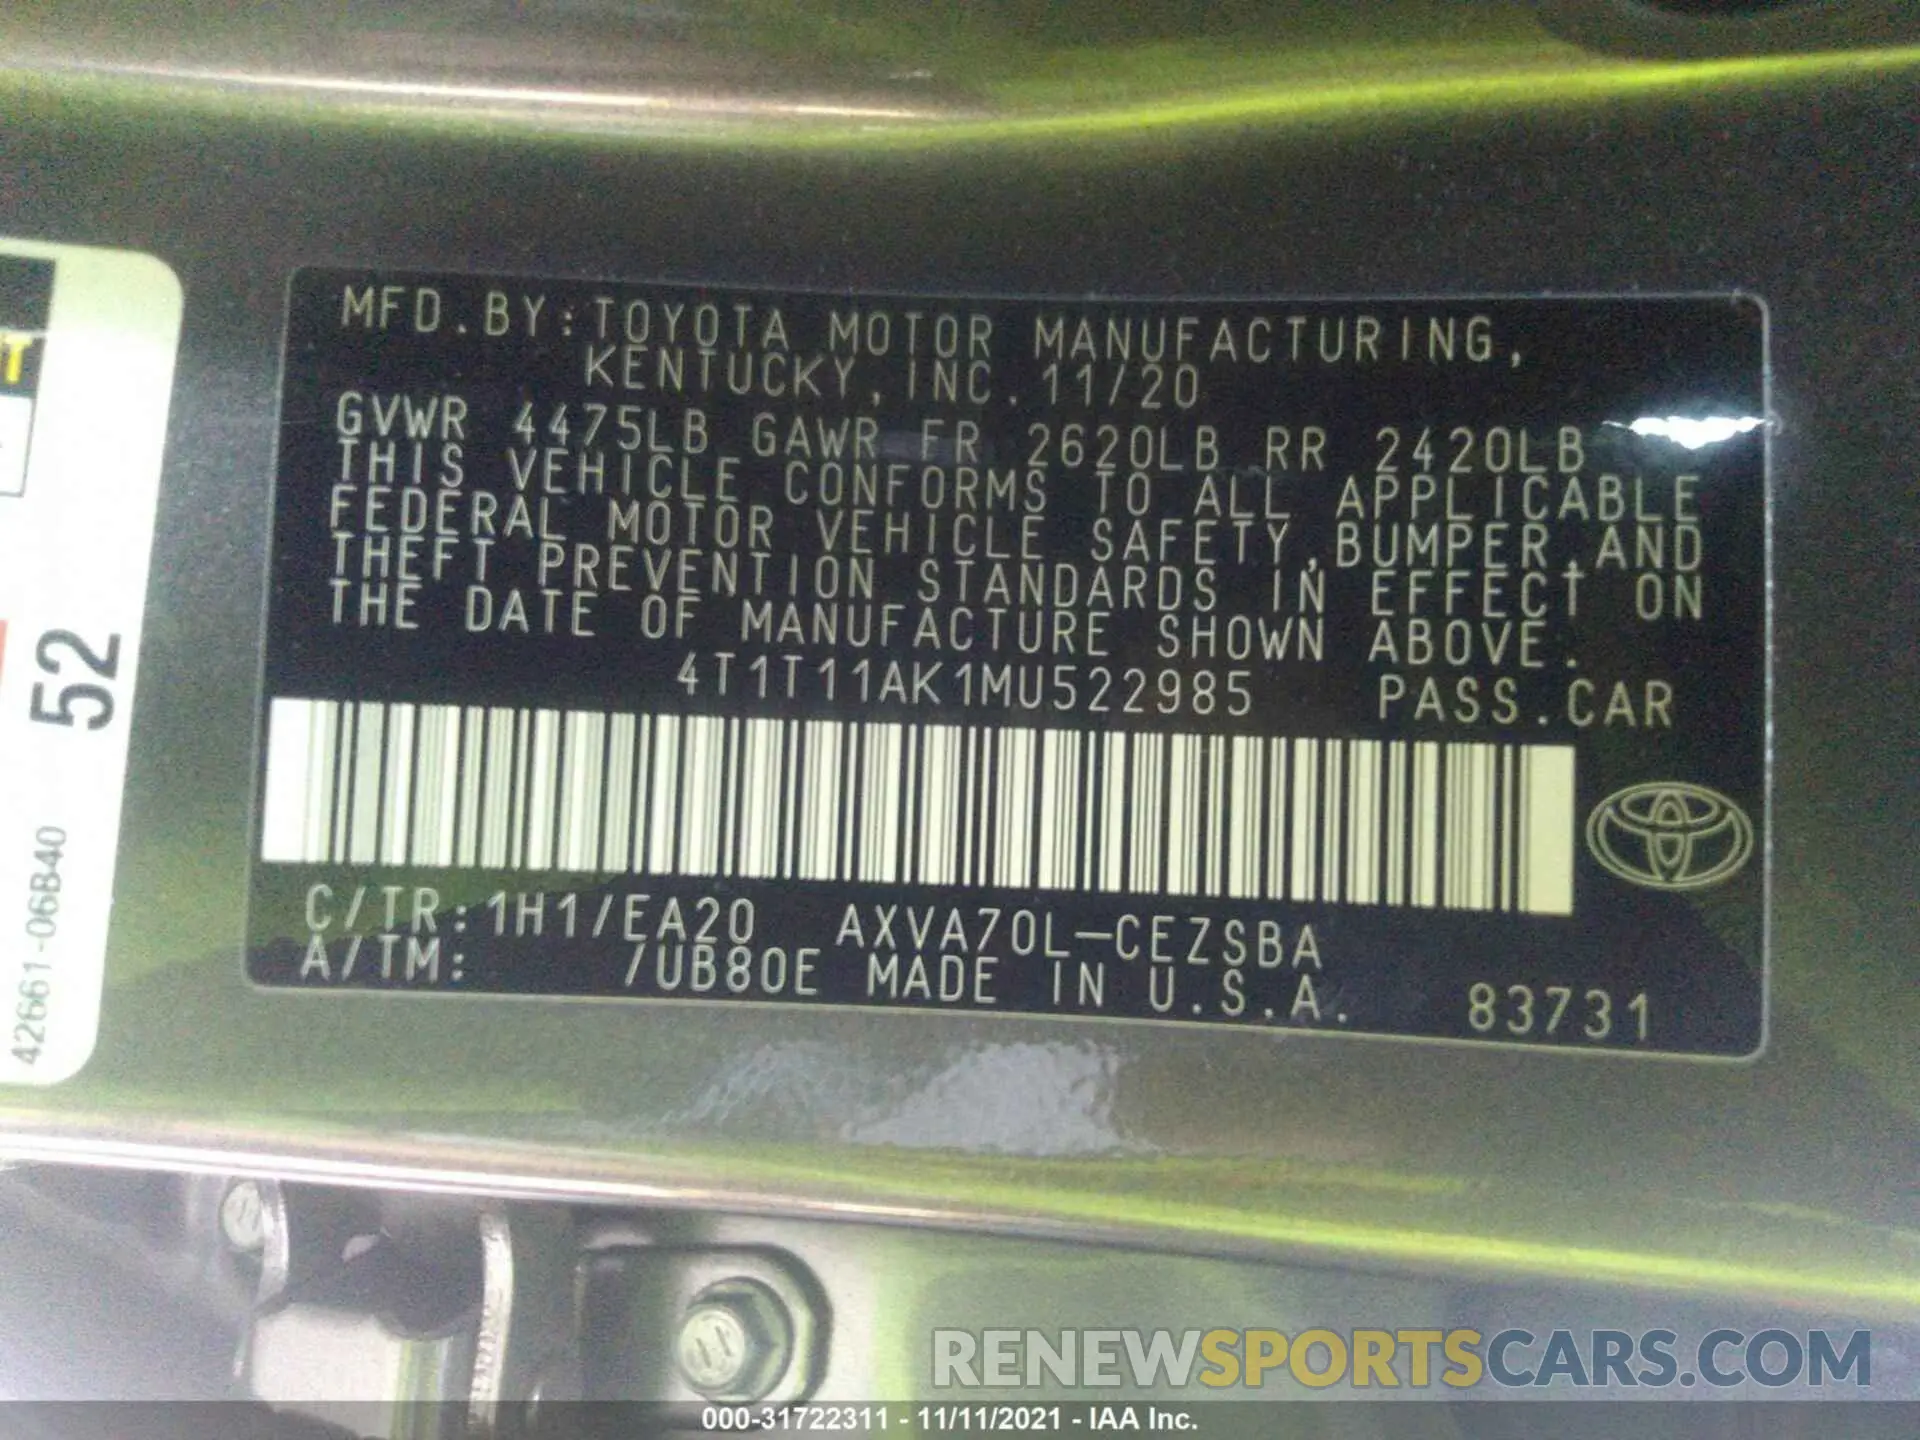 MFD.BY:TOYOTA MOTOR MANUFACTURING,
KENTUCKY, INC. 11/20
GVWR 4475LB GAWR FR 2620LB RR 2420LB
THIS VEHICLE CONFORMS TO ALL APPLICABLE
FEDERAL MOTOR VEHICLE SAFETY,BUMPER,AND
THEFT PREVENTION STANDARDS IN EFFECT ON
THE DATE OF MANUFACTURE SHOWN ABOVE.
4T1T11AK1MU522985 PASS.CAR
C/TR:1H1/EA20 AXVA70L-CEZSBA
A/TM: /UB80E MADE IN U.S.A. 83731
52
42661-06B40
T
RENEWSPORTSCARS.COM
000-31722311 - 11/11/2021 - IAA Inc.